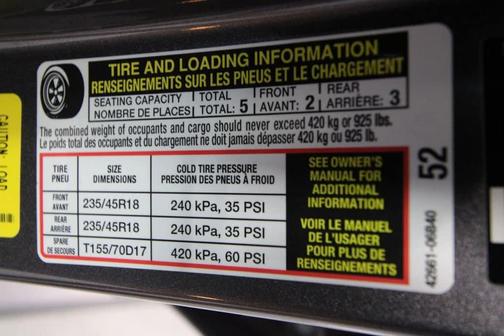 TIRE AND LOADING INFORMATION
RENSEIGNEMENTS SUR LES PNEUS ET LE CHARGEMENT
SEATING CAPACITY TOTAL FRONT REAR
NOMBRE DE PLACES TOTAL: 5 AVANT: 2 ARRIÈRE: 3
The combined weight of occupants and cargo should never exceed 420 kg or 925 lbs.
Le poids total des occupants et du chargement ne doit jamais dépasser 420 kg ou 925 lb.
TIRE SIZE COLD TIRE PRESSURE
PNEU DIMENSIONS PRESSION DES PNEUS À FROID
FRONT
AVANT 235/45R18 240 kPa, 35 PSI
REAR
ARRIÈRE 235/45R18 240 kPa, 35 PSI
SPARE
DE SECOURS T155/70D17 420 kPa, 60 PSI
SEE OWNER'S
MANUAL FOR
ADDITIONAL
INFORMATION
VOIR LE MANUEL
DE L'USAGER
POUR PLUS DE
RENSEIGNEMENTS
52
42661-06B40
CAUTION: LOAD